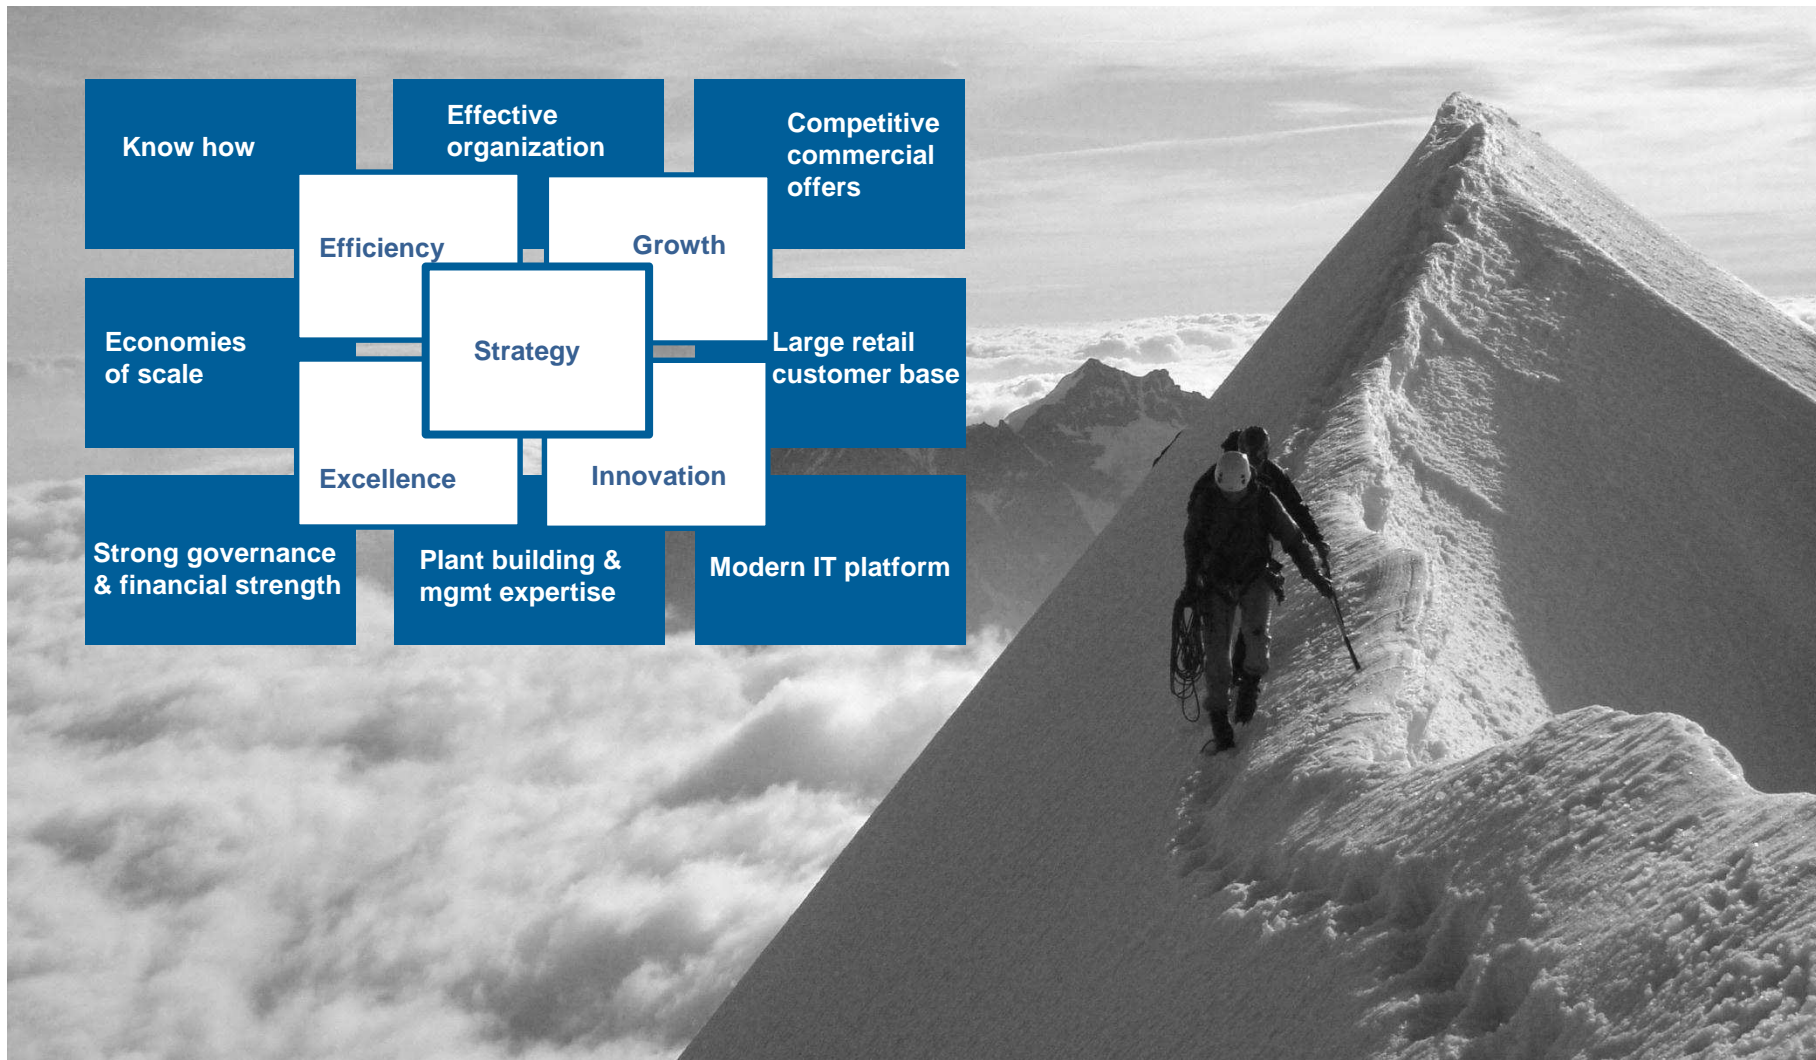 Know how
Effective
organization
Competitive
commercial
offers
Efficiency
Growth
Economies
of scale
Strategy
Large retail
customer base
Excellence
Innovation
Strong governance
& financial strength
Plant building &
mgmt expertise
Modern IT platform